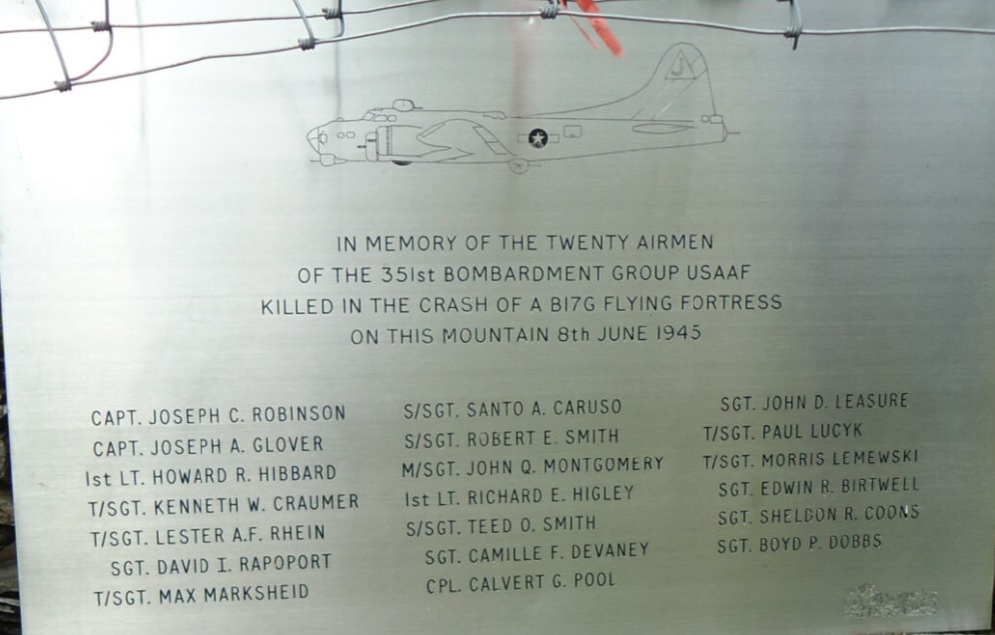 J
IN MEMORY OF THE TWENTY AIRMEN
OF THE 351st BOMBARDMENT GROUP USAAF
KILLED IN THE CRASH OF A B17G FLYING FORTRESS
ON THIS MOUNTAIN 8th JUNE 1945
CAPT. JOSEPH C. ROBINSON
CAPT. JOSEPH A. GLOVER
1st LT. HOWARD R. HIBBARD
T/SGT. KENNETH W. CRAUMER
T/SGT. LESTER A.F. RHEIN
SGT. DAVID I. RAPOPORT
T/SGT. MAX MARKSHEID
S/SGT. SANTO A. CARUSO
S/SGT. ROBERT E. SMITH
M/SGT. JOHN Q. MONTGOMERY
1st LT. RICHARD E. HIGLEY
S/SGT. TEED O. SMITH
SGT. CAMILLE F. DEVANEY
CPL. CALVERT G. POOL
SGT. JOHN D. LEASURE
T/SGT. PAUL LUCYK
T/SGT. MORRIS LEMEWSKI
SGT. EDWIN R. BIRTWELL
SGT. SHELDON R. COONS
SGT. BOYD P. DOBBS